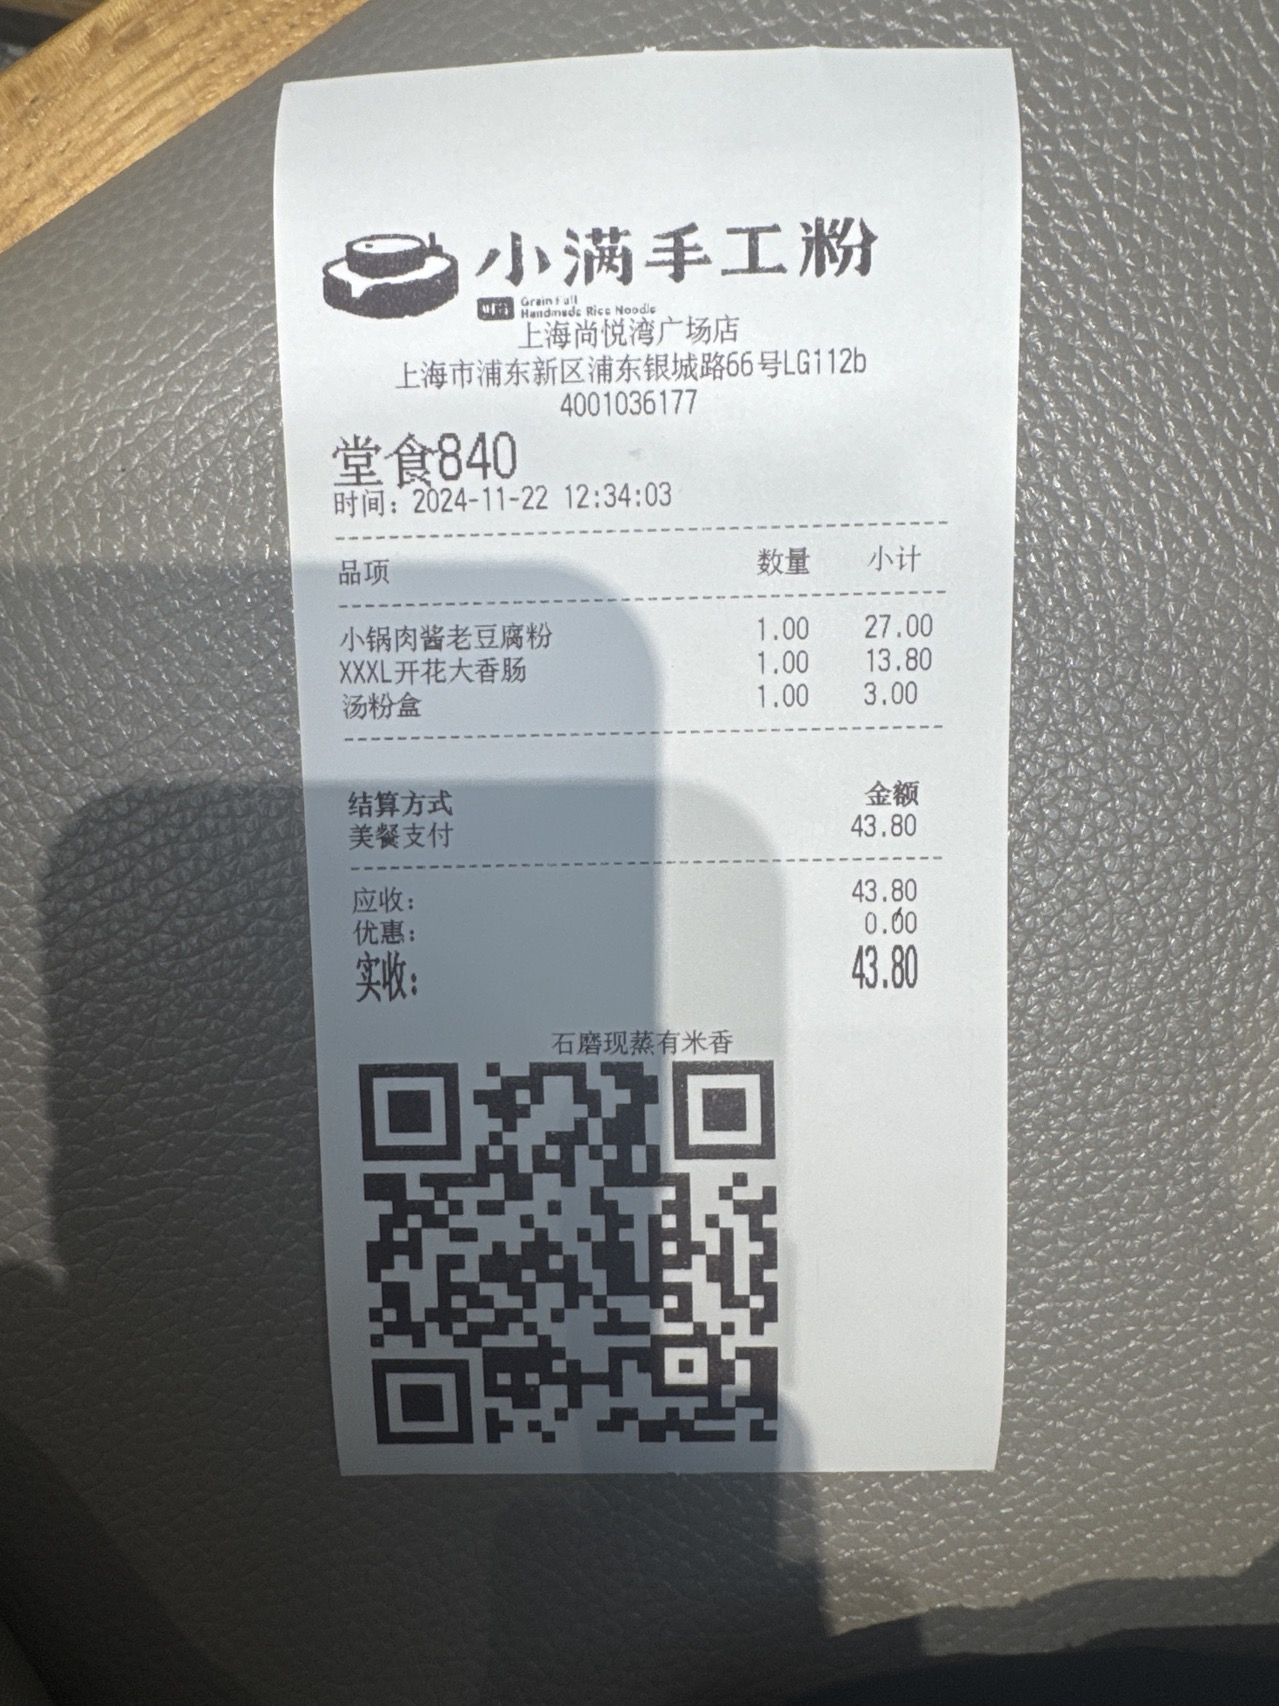 小满手工粉
Grain Full
Handmade Rice Noodle
上海尚悦湾广场店
上海市浦东新区浦东银城路66号LG112b
4001036177
堂食840
时间: 2024-11-22 12:34:03
品项 数量 小计
小锅肉酱老豆腐粉 1.00 27.00
XXXL开花大香肠 1.00 13.80
汤粉盒 1.00 3.00
结算方式 金额
美餐支付 43.80
应收: 43.80
优惠: 0.00
实收: 43.80
石磨现蒸有米香